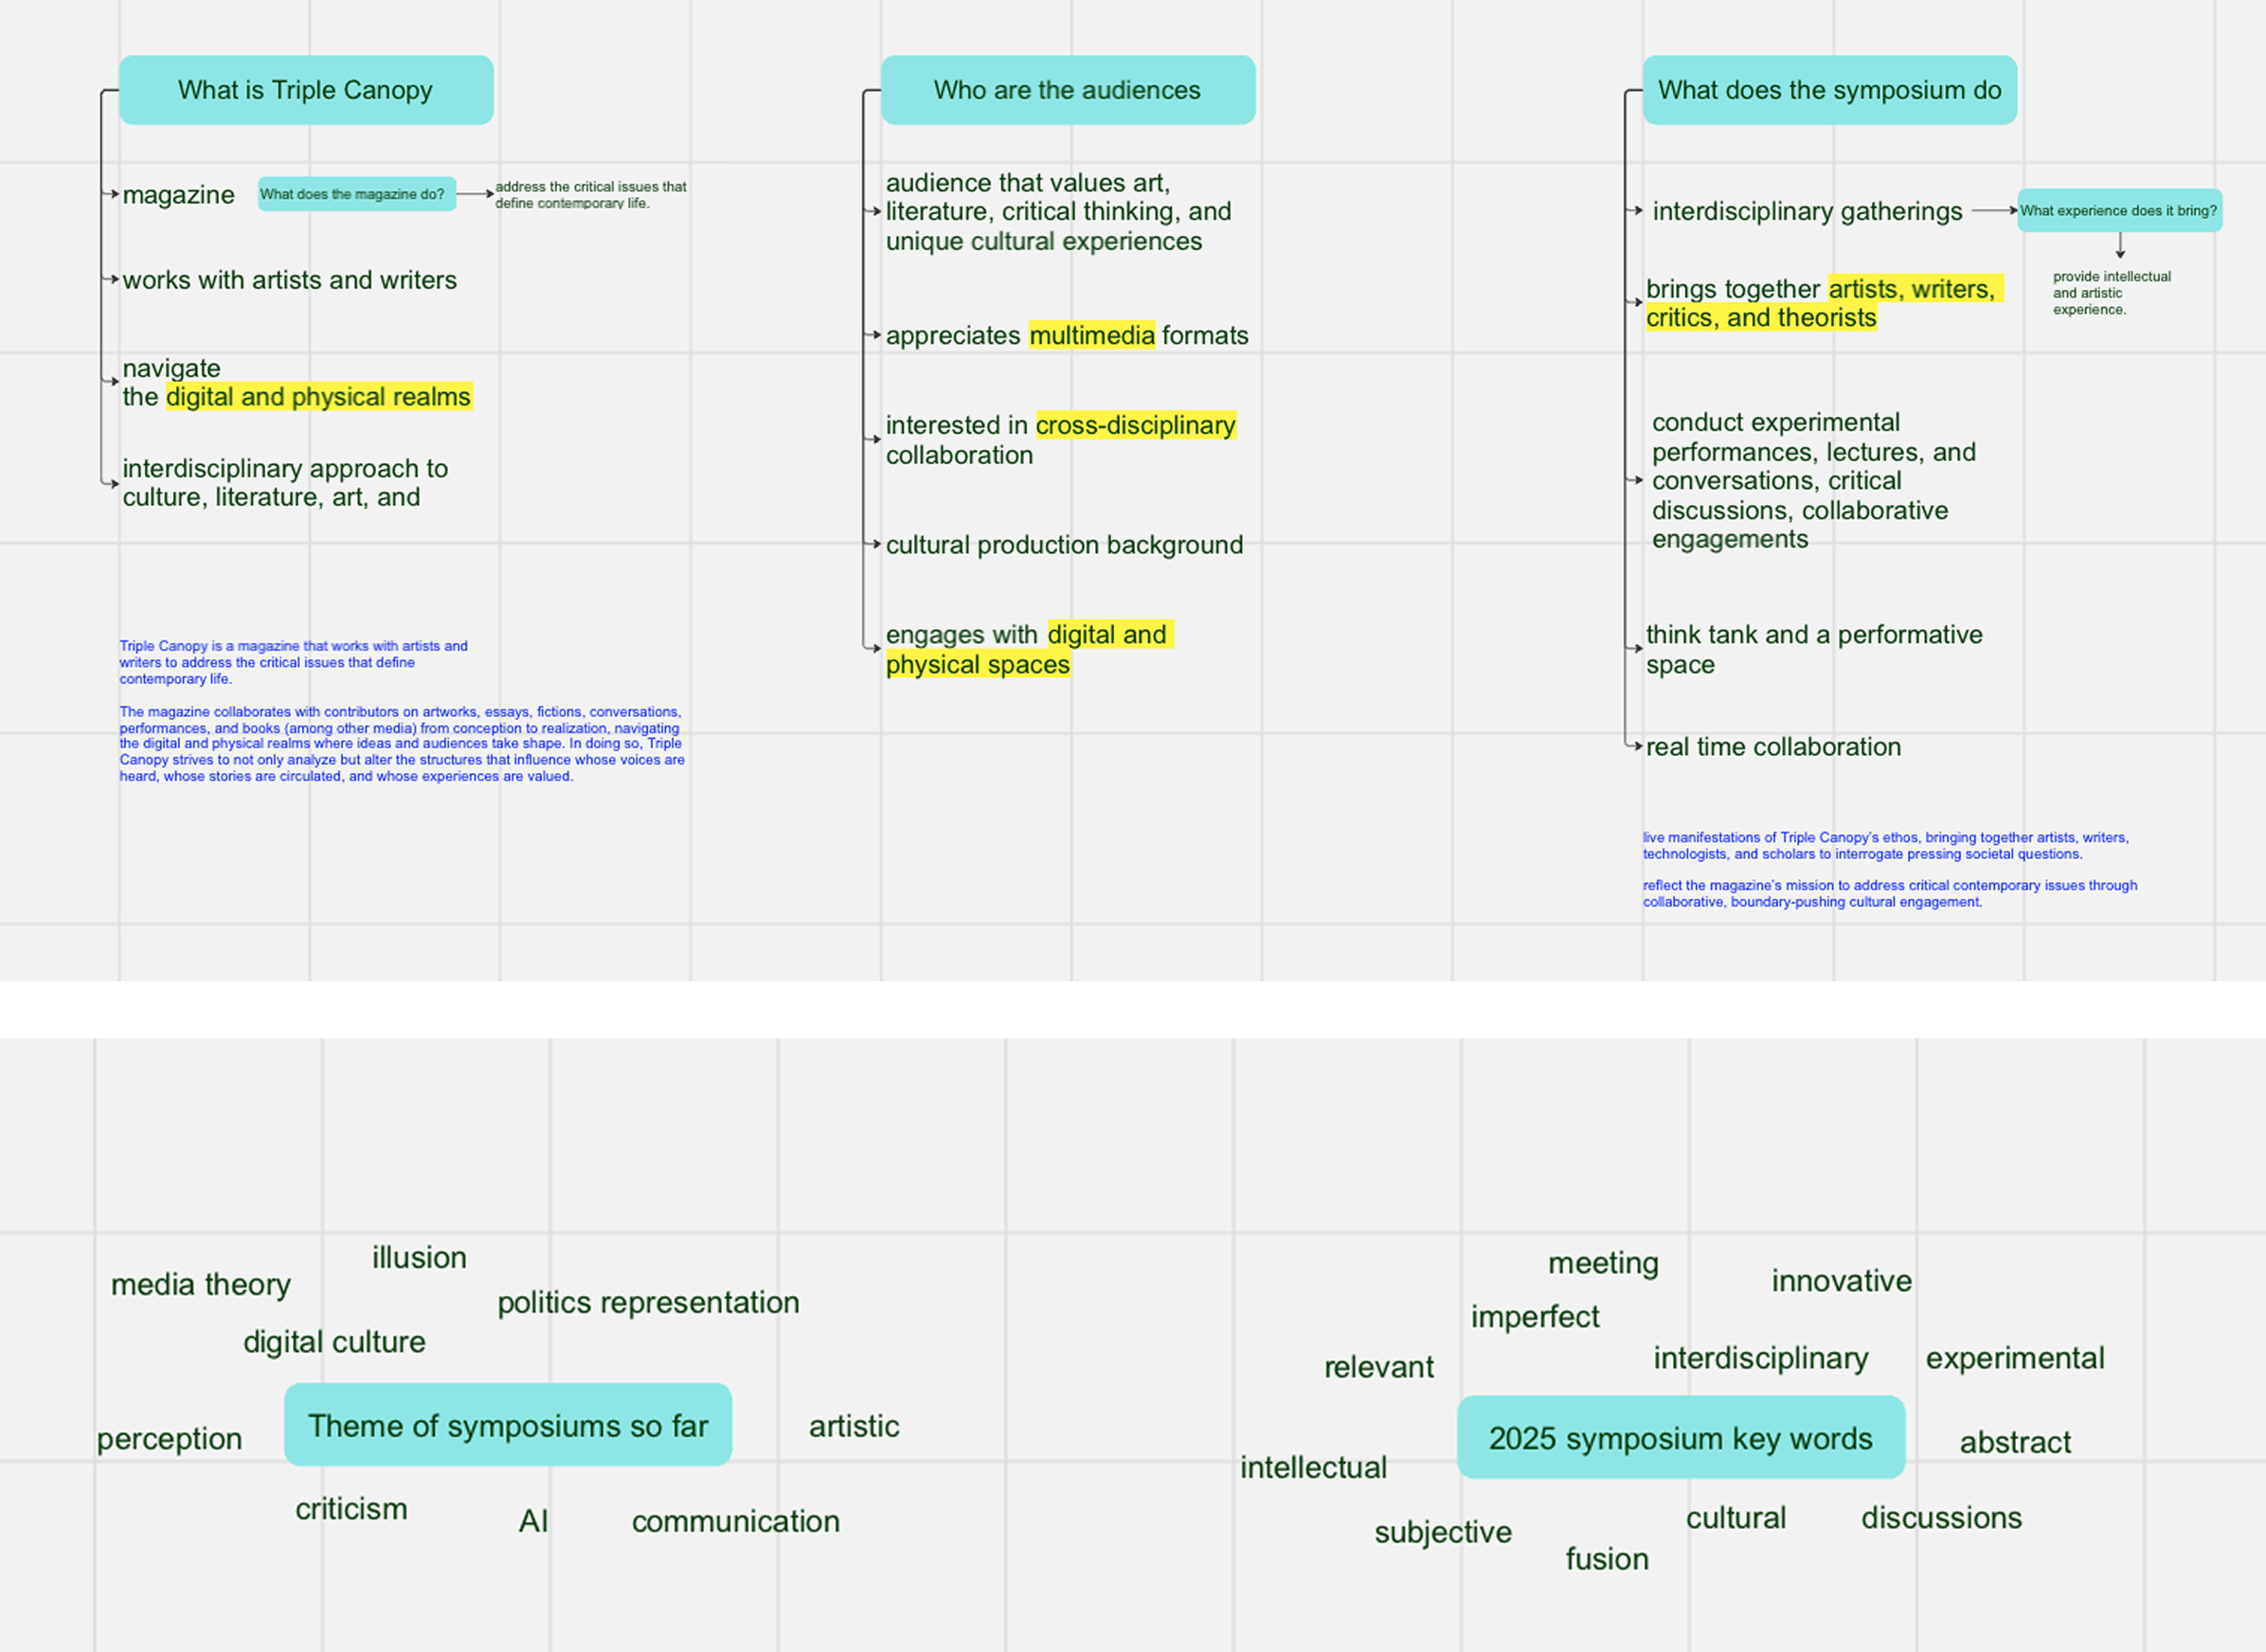 What is Triple Canopy
magazine
What does the magazine do?
address the critical issues that
define contemporary life.
works with artists and writers
navigate
the digital and physical realms
interdisciplinary approach to
culture, literature, art, and
Triple Canopy is a magazine that works with artists and
writers to address the critical issues that define
contemporary life.
The magazine collaborates with contributors on artworks, essays, fictions, conversations,
performances, and books (among other media) from conception to realization, navigating
the digital and physical realms where ideas and audiences take shape. In doing so, Triple
Canopy strives to not only analyze but alter the structures that influence whose voices are
heard, whose stories are circulated, and whose experiences are valued.
Who are the audiences
audience that values art,
literature, critical thinking, and
unique cultural experiences
appreciates multimedia formats
interested in cross-disciplinary
collaboration
cultural production background
engages with digital and
physical spaces
What does the symposium do
interdisciplinary gatherings
What experience does it bring?
provide intellectual
and artistic
experience.
brings together artists, writers,
critics, and theorists
conduct experimental
performances, lectures, and
conversations, critical
discussions, collaborative
engagements
think tank and a performative
space
real time collaboration
live manifestations of Triple Canopy's ethos, bringing together artists, writers,
technologists, and scholars to interrogate pressing societal questions.
reflect the magazine's mission to address critical contemporary issues through
collaborative, boundary-pushing cultural engagement.
illusion
media theory
politics representation
digital culture
Theme of symposiums so far
artistic
perception
criticism
AI
communication
meeting
innovative
imperfect
relevant
interdisciplinary
experimental
2025 symposium key words
abstract
intellectual
cultural
discussions
subjective
fusion